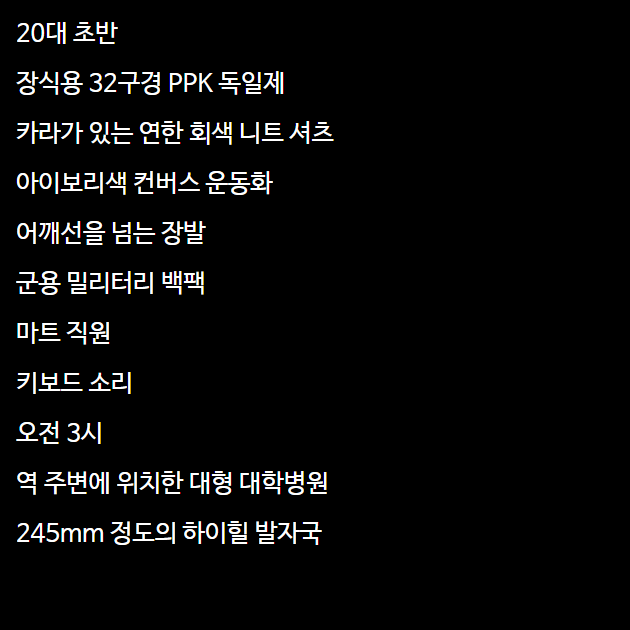 20대 초반
장식용 32구경 PPK 독일제
카라가 있는 연한 회색 니트 셔츠
아이보리색 컨버스 운동화
어깨선을 넘는 장발
군용 밀리터리 백팩
마트 직원
키보드 소리
오전 3시
역 주변에 위치한 대형 대학병원
245mm 정도의 하이힐 발자국